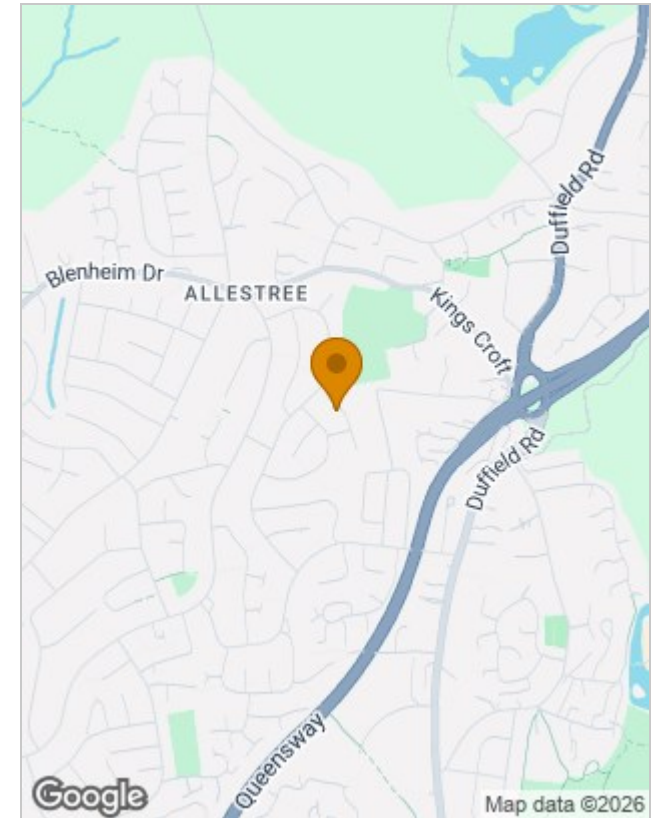 Duffield Rd
Blenheim Dr
ALLESTREE
Kings Croft
Duffield Rd
Queensway
Google
Map data ©2026